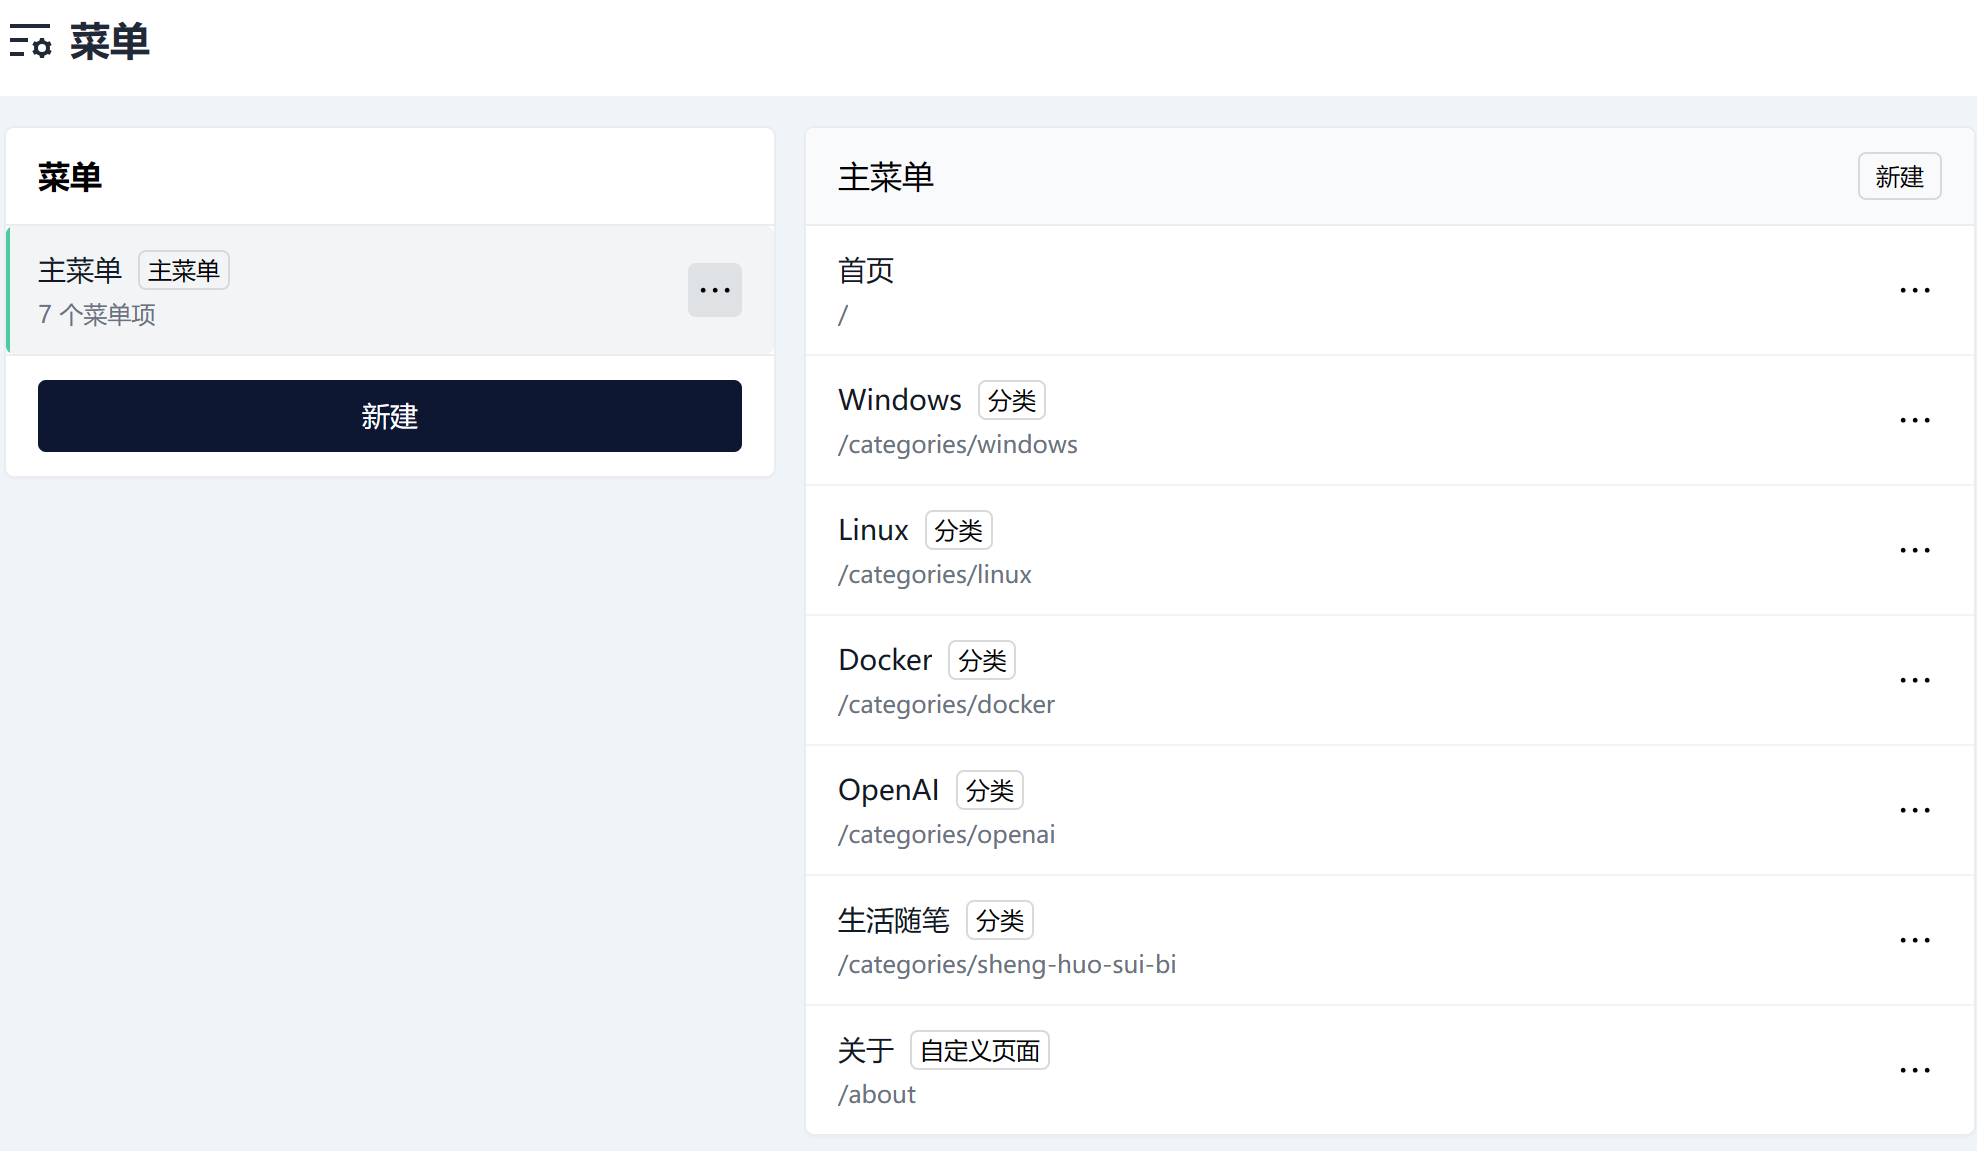 菜单
菜单
主菜单 主菜单
7 个菜单项
新建
主菜单 新建
首页
/
Windows 分类
/categories/windows
Linux 分类
/categories/linux
Docker 分类
/categories/docker
OpenAI 分类
/categories/openai
生活随笔 分类
/categories/sheng-huo-sui-bi
关于 自定义页面
/about